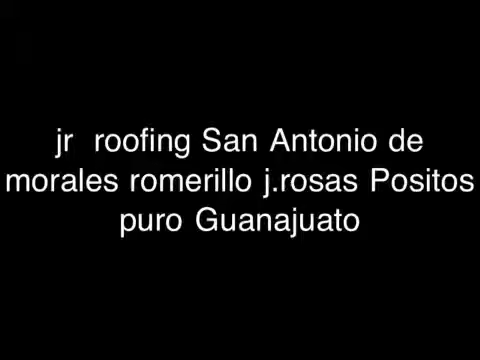 jr  roofing San Antonio de
morales romerillo j.rosas Positos
puro Guanajuato